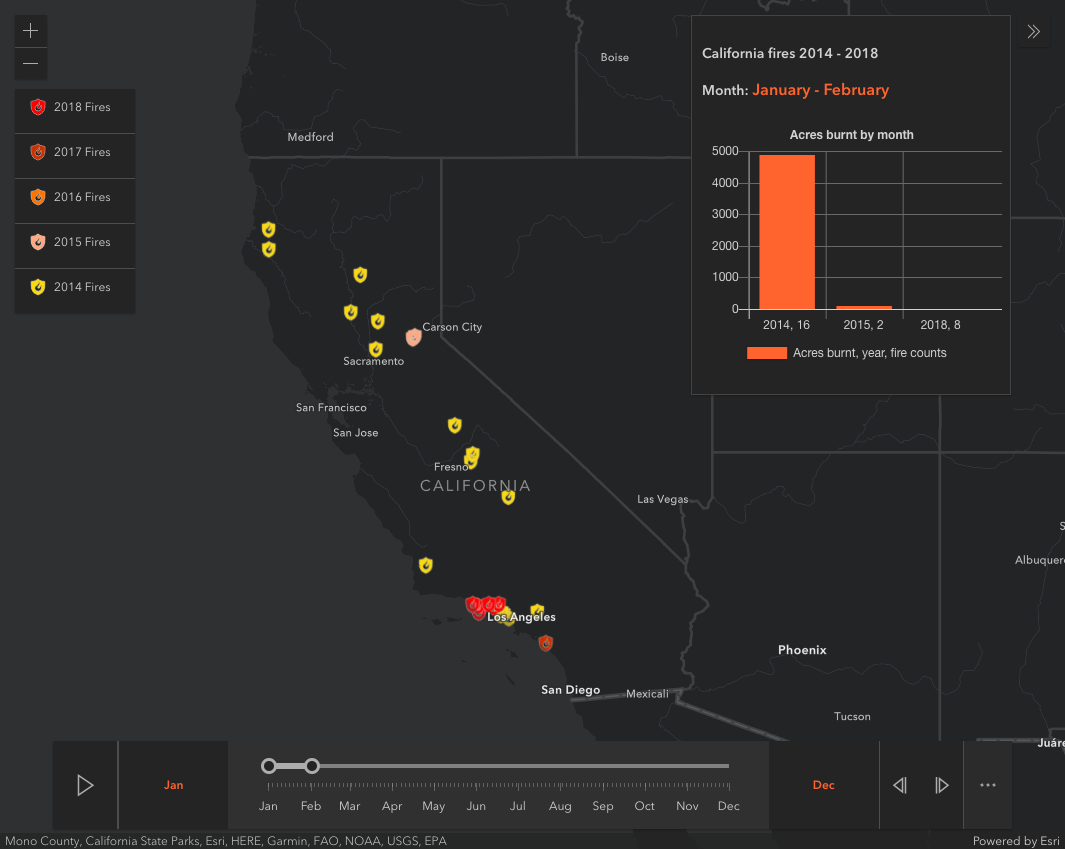 +
−
2018 Fires
2017 Fires
2016 Fires
2015 Fires
2014 Fires
California fires 2014 - 2018
Month: January - February
Acres burnt by month
5000
4000
3000
2000
1000
0
2014, 16
2015, 2
2018, 8
Acres burnt, year, fire counts
Boise
Medford
Carson City
Sacramento
San Francisco
San Jose
Fresno
CALIFORNIA
Las Vegas
Albuquer
Los Angeles
Phoenix
San Diego
Mexicali
Tucson
Juáre
Jan
Jan
Feb
Mar
Apr
May
Jun
Jul
Aug
Sep
Oct
Nov
Dec
Dec
Mono County, California State Parks, Esri, HERE, Garmin, FAO, NOAA, USGS, EPA
Powered by Esri